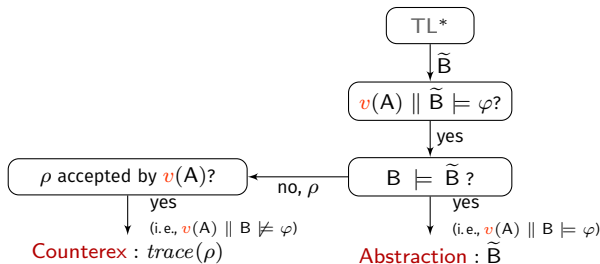 TL*
B̃
v(A) ∥ B̃ ⊨ φ?
yes
ρ accepted by v(A)?
no, ρ
B ⊨ B̃ ?
yes
(i.e., v(A) ∥ B ⊭ φ)
yes
(i.e., v(A) ∥ B ⊨ φ)
Counterex : trace(ρ)
Abstraction : B̃